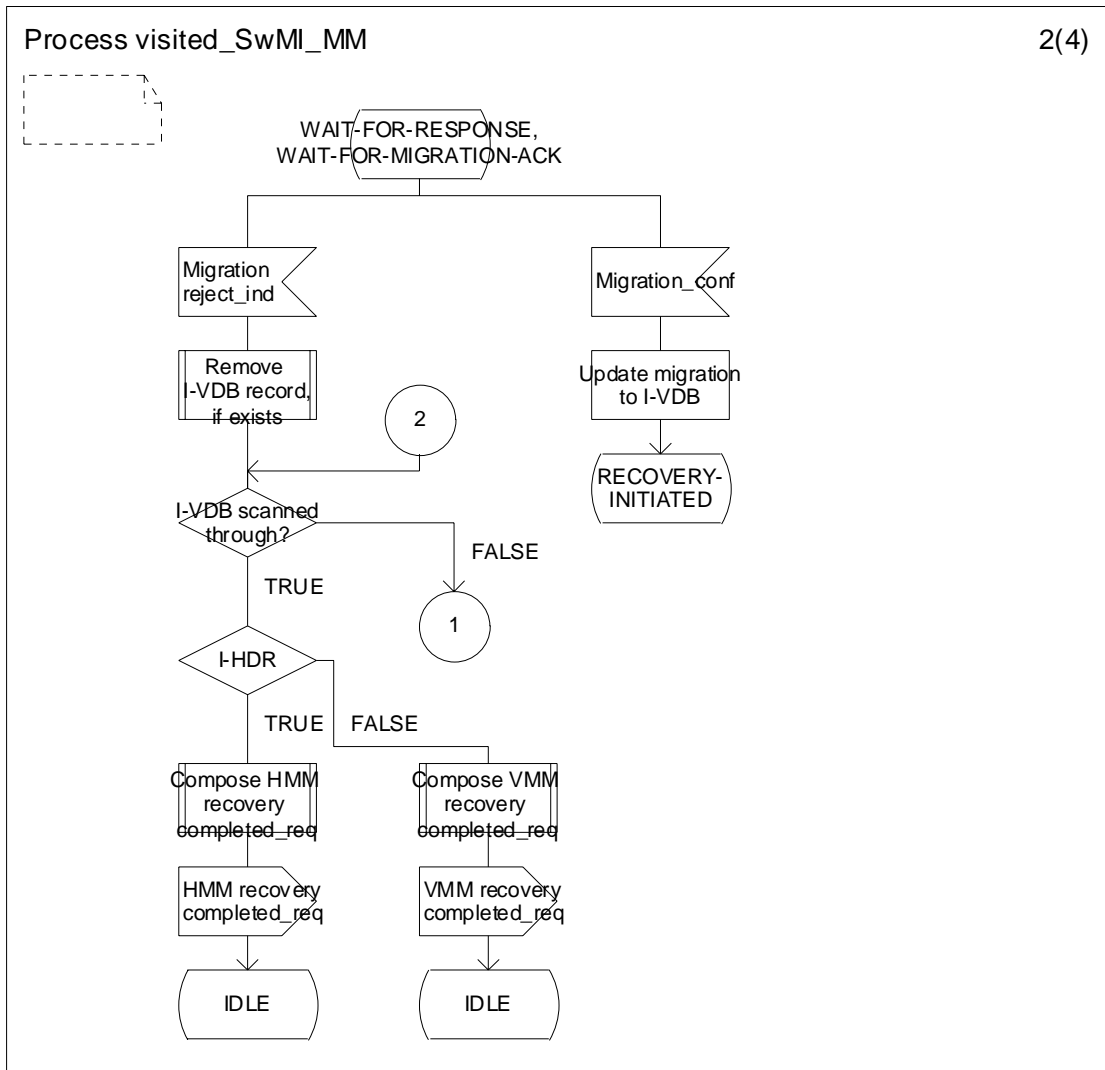 Process visited_SwMI_MM
2(4)
WAIT-FOR-RESPONSE,
WAIT-FOR-MIGRATION-ACK
Migration
reject_ind
Migration_conf
Remove
I-VDB record,
if exists
Update migration
to I-VDB
2
RECOVERY-
INITIATED
I-VDB scanned
through?
FALSE
TRUE
1
I-HDR
TRUE
FALSE
Compose HMM
recovery
completed_req
Compose VMM
recovery
completed_req
HMM recovery
completed_req
VMM recovery
completed_req
IDLE
IDLE